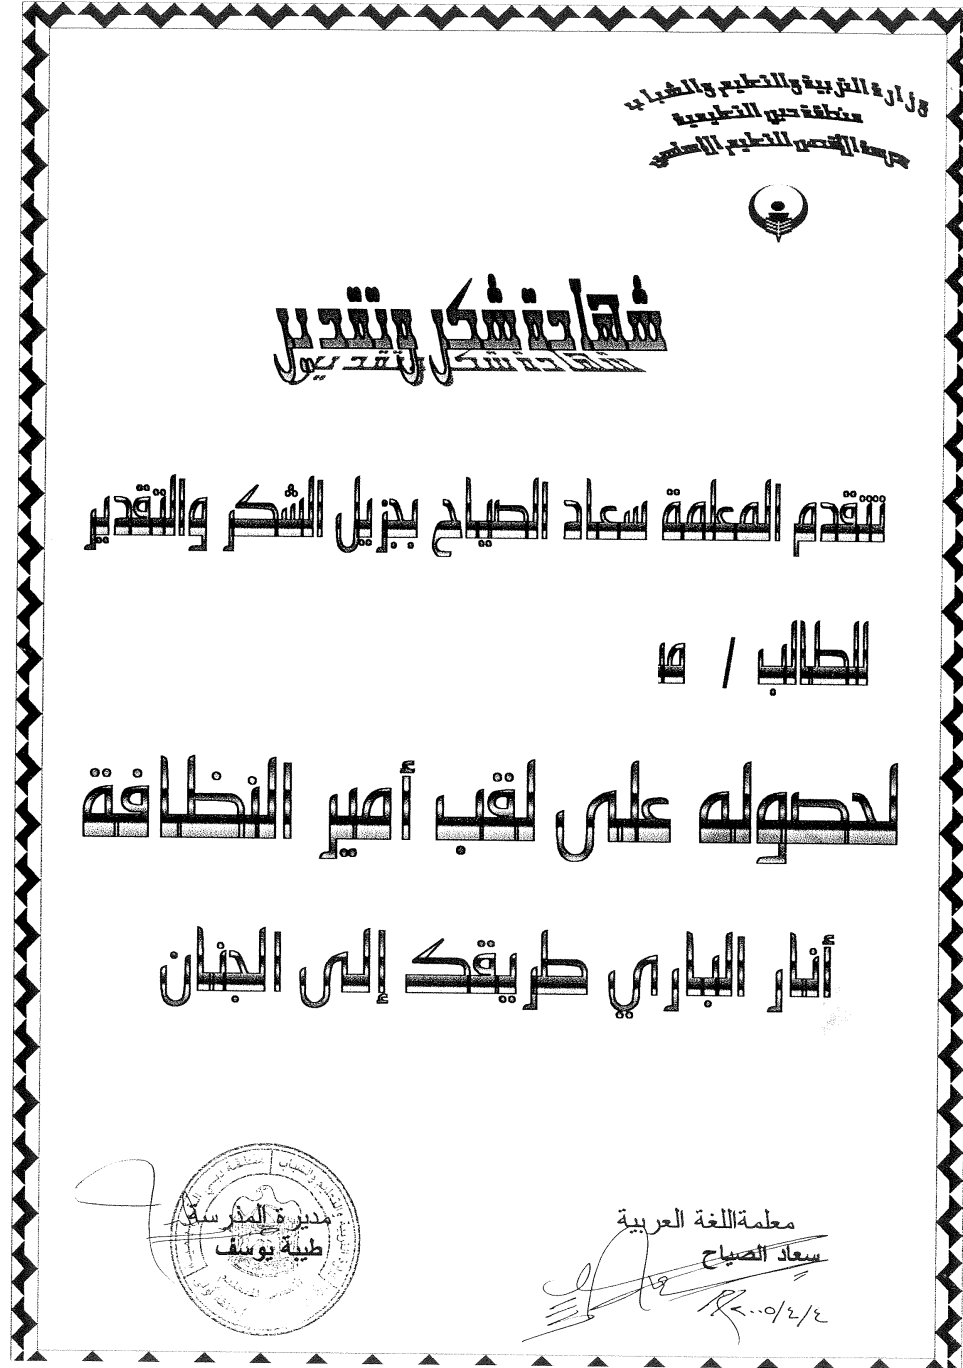 وزارة التربية والتعليم والشباب
منطقة دبي التعليمية
مدرسة الأقصى للتعليم الأساسي
شهادة شكر وتقدير
تتقدم المعلمة سعاد الصياح بجزيل الشكر والتقدير
للطالب /
لحصوله على لقب أمير النظافة
أنار الباري طريقك إلى الجنان
معلمة اللغة العربية
سعاد الصياح
٢٠٠٥/٤/٤
مديرة المدرسة
طيبة يوسف